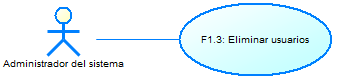 F1.3: Eliminar usuarios
Administrador del sistema